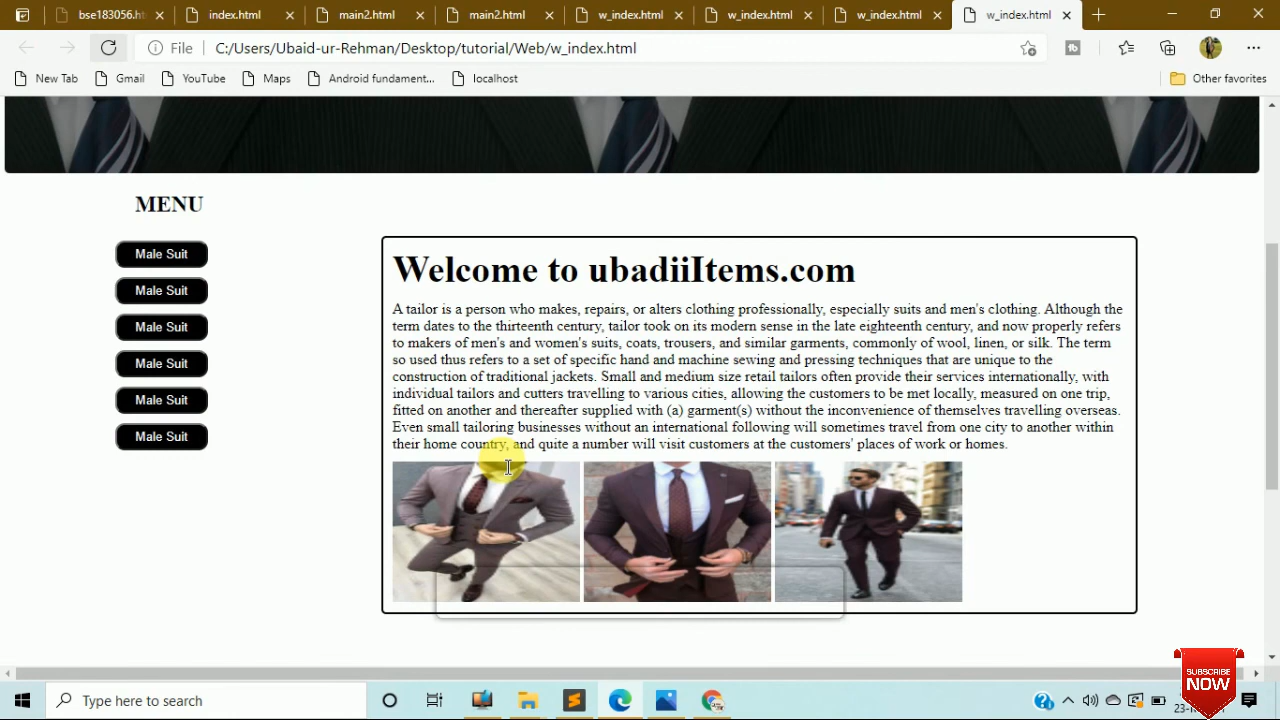 bse183056.ht
index.html
main2.html
main2.html
w_index.html
w_index.html
w_index.html
w_index.html
File
C:/Users/Ubaid-ur-Rehman/Desktop/tutorial/Web/w_index.html
New Tab
Gmail
YouTube
Maps
Android fundament...
localhost
Other favorites
MENU
Male Suit
Male Suit
Male Suit
Male Suit
Male Suit
Male Suit
Welcome to ubadiiItems.com
A tailor is a person who makes, repairs, or alters clothing professionally, especially suits and men's clothing. Although the
term dates to the thirteenth century, tailor took on its modern sense in the late eighteenth century, and now properly refers
to makers of men's and women's suits, coats, trousers, and similar garments, commonly of wool, linen, or silk. The term
so used thus refers to a set of specific hand and machine sewing and pressing techniques that are unique to the
construction of traditional jackets. Small and medium size retail tailors often provide their services internationally, with
individual tailors and cutters travelling to various cities, allowing the customers to be met locally, measured on one trip,
fitted on another and thereafter supplied with (a) garment(s) without the inconvenience of themselves travelling overseas.
Even small tailoring businesses without an international following will sometimes travel from one city to another within
their home country, and quite a number will visit customers at the customers' places of work or homes.
SUBSCRIBE
NOW
Type here to search
23-